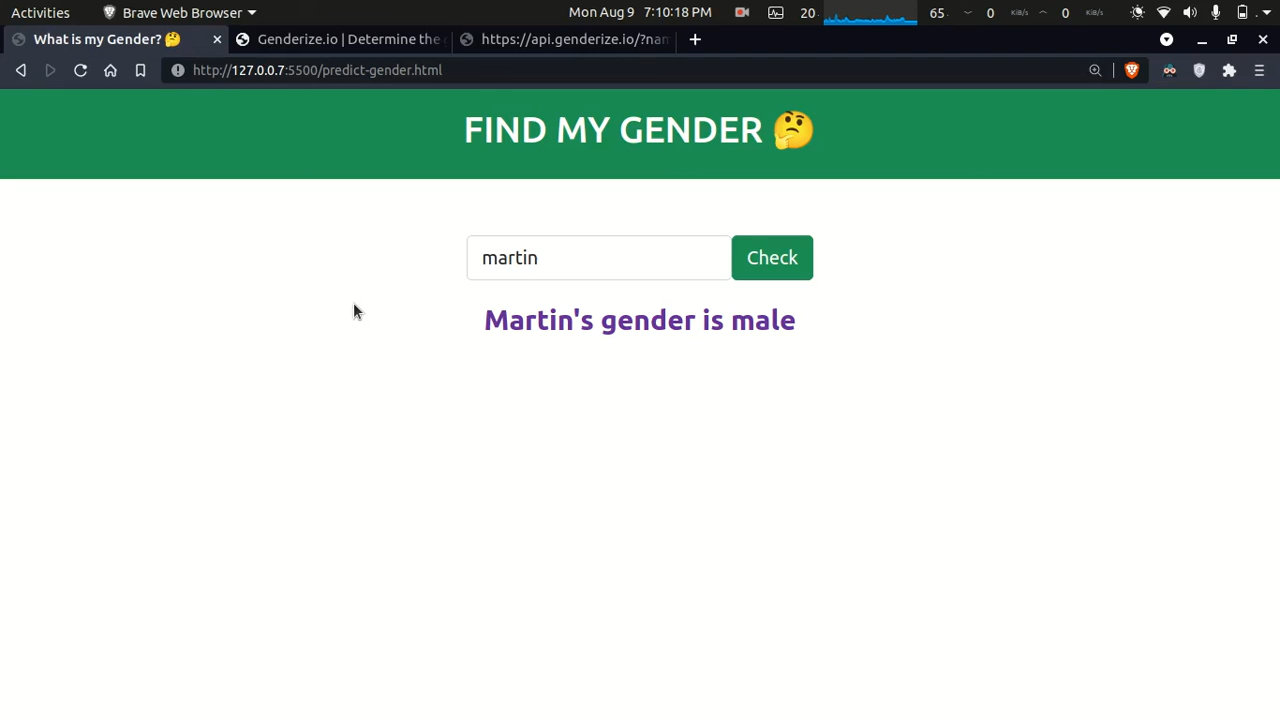 Activities Brave Web Browser Mon Aug 9 7:10:18 PM 20 65 0 KiB/s 0 KiB/s
What is my Gender? 🤔 Genderize.io | Determine the https://api.genderize.io/?nam
http://127.0.0.7:5500/predict-gender.html
FIND MY GENDER 🤔
martin Check
Martin's gender is male